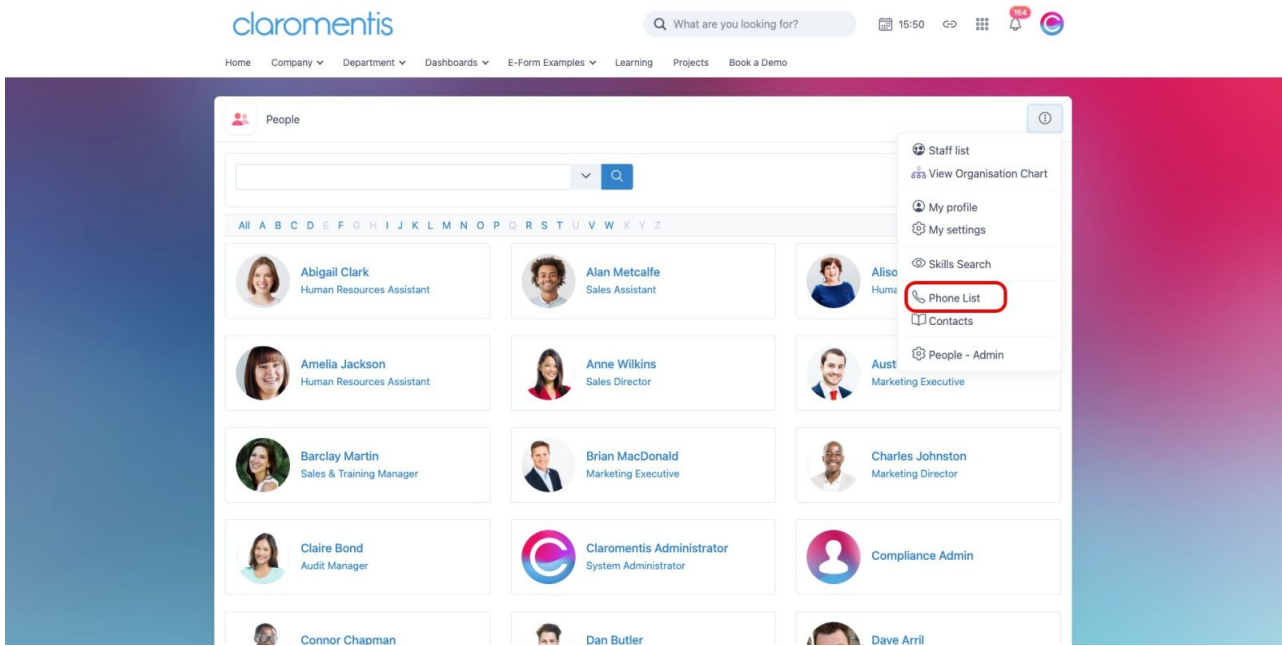 claromentis
What are you looking for?
15:50
164
Home Company Department Dashboards E-Form Examples Learning Projects Book a Demo
People
Staff list
View Organisation Chart
My profile
My settings
Skills Search
Phone List
Contacts
People - Admin
All A B C D E F G H I J K L M N O P Q R S T U V W X Y Z
Abigail Clark
Human Resources Assistant
Alan Metcalfe
Sales Assistant
Amelia Jackson
Human Resources Assistant
Anne Wilkins
Sales Director
Marketing Executive
Barclay Martin
Sales & Training Manager
Brian MacDonald
Marketing Executive
Charles Johnston
Marketing Director
Claire Bond
Audit Manager
Claromentis Administrator
System Administrator
Compliance Admin
Connor Chapman
Dan Butler
Dave Arril